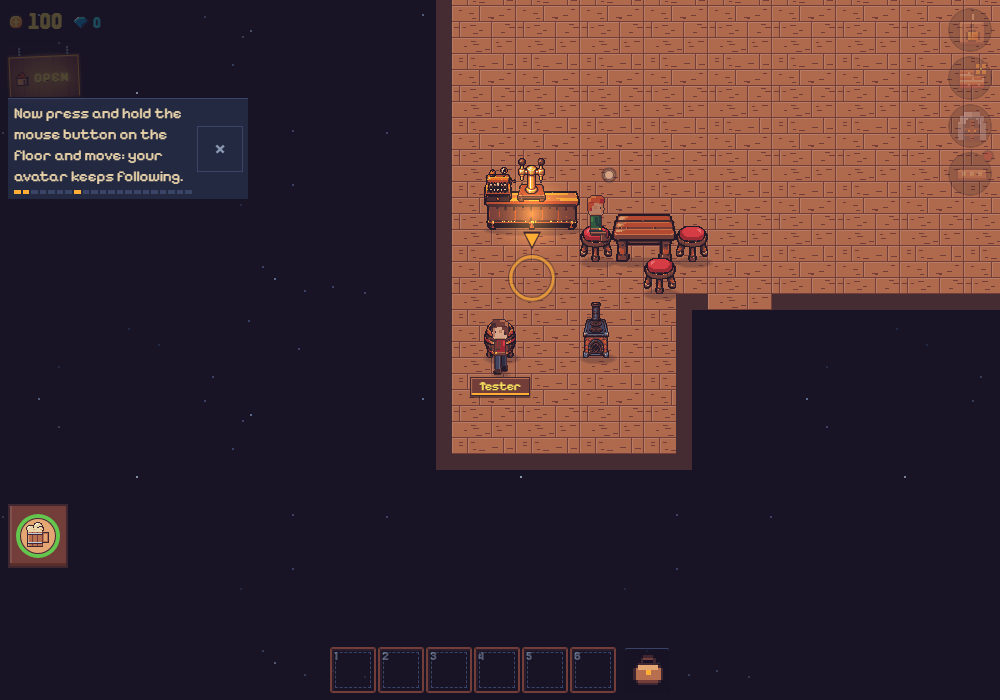 100 0
OPEN
Now press and hold the
mouse button on the
floor and move: your
avatar keeps following.
×
Tester
1 2 3 4 5 6